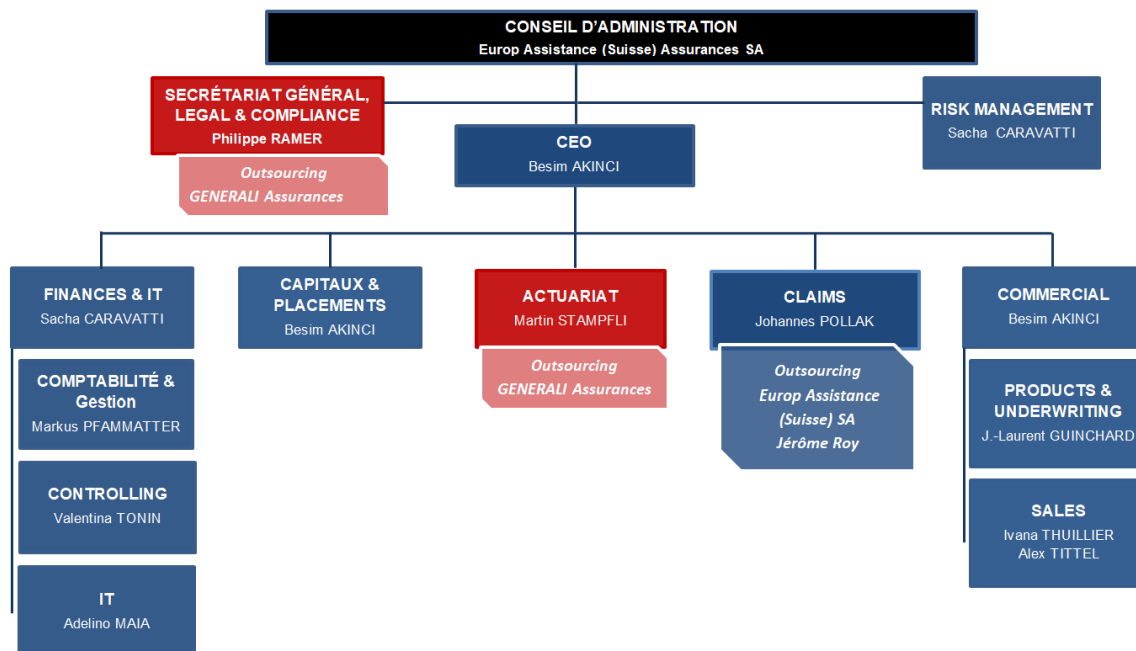 CONSEIL D'ADMINISTRATION
Europ Assistance (Suisse) Assurances SA
SECRÉTARIAT GÉNÉRAL,
LEGAL & COMPLIANCE
Philippe RAMER
Outsourcing
GENERALI Assurances
CEO
Besim AKINCI
RISK MANAGEMENT
Sacha CARAVATTI
FINANCES & IT
Sacha CARAVATTI
COMPTABILITÉ &
Gestion
Markus PFAMMATTER
CONTROLLING
Valentina TONIN
IT
Adelino MAIA
CAPITAUX &
PLACEMENTS
Besim AKINCI
ACTUARIAT
Martin STAMPFLI
Outsourcing
GENERALI Assurances
CLAIMS
Johannes POLLAK
Outsourcing
Europ Assistance
(Suisse) SA
Jérôme Roy
COMMERCIAL
Besim AKINCI
PRODUCTS &
UNDERWRITING
J.-Laurent GUINCHARD
SALES
Ivana THUILLIER
Alex TITTEL